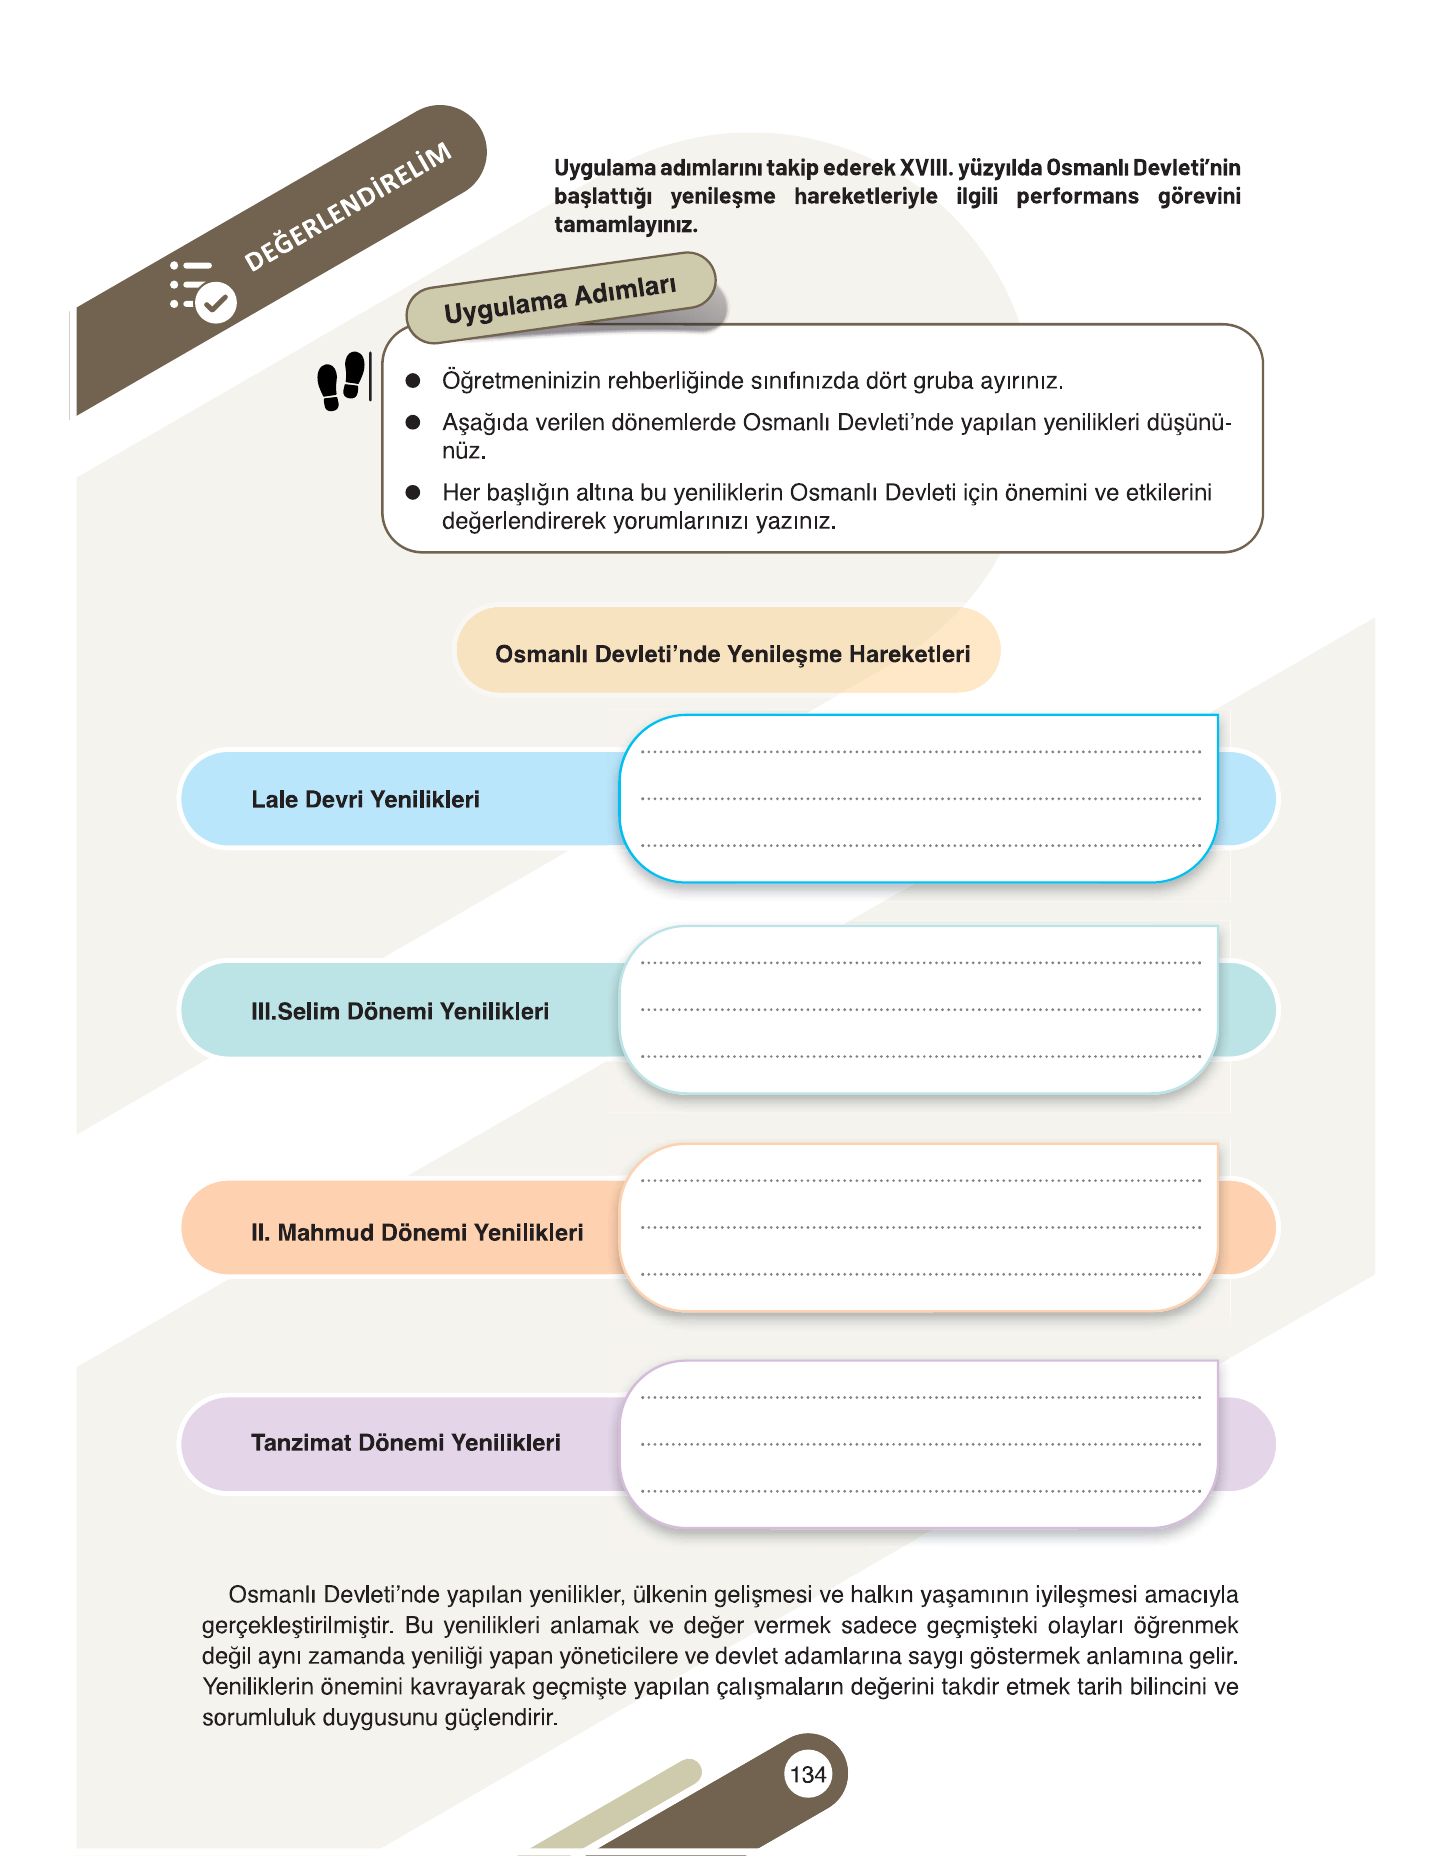 DEĞERLENDİRELİM
Uygulama adımlarını takip ederek XVIII. yüzyılda Osmanlı Devleti’nin
başlattığı yenileşme hareketleriyle ilgili performans görevini
tamamlayınız.
Uygulama Adımları
● Öğretmeninizin rehberliğinde sınıfınızda dört gruba ayırınız.
● Aşağıda verilen dönemlerde Osmanlı Devleti’nde yapılan yenilikleri düşünü-
nüz.
● Her başlığın altına bu yeniliklerin Osmanlı Devleti için önemini ve etkilerini
değerlendirerek yorumlarınızı yazınız.
Osmanlı Devleti’nde Yenileşme Hareketleri
Lale Devri Yenilikleri
III.Selim Dönemi Yenilikleri
II. Mahmud Dönemi Yenilikleri
Tanzimat Dönemi Yenilikleri
Osmanlı Devleti’nde yapılan yenilikler, ülkenin gelişmesi ve halkın yaşamının iyileşmesi amacıyla
gerçekleştirilmiştir. Bu yenilikleri anlamak ve değer vermek sadece geçmişteki olayları öğrenmek
değil aynı zamanda yeniliği yapan yöneticilere ve devlet adamlarına saygı göstermek anlamına gelir.
Yeniliklerin önemini kavrayarak geçmişte yapılan çalışmaların değerini takdir etmek tarih bilincini ve
sorumluluk duygusunu güçlendirir.
134